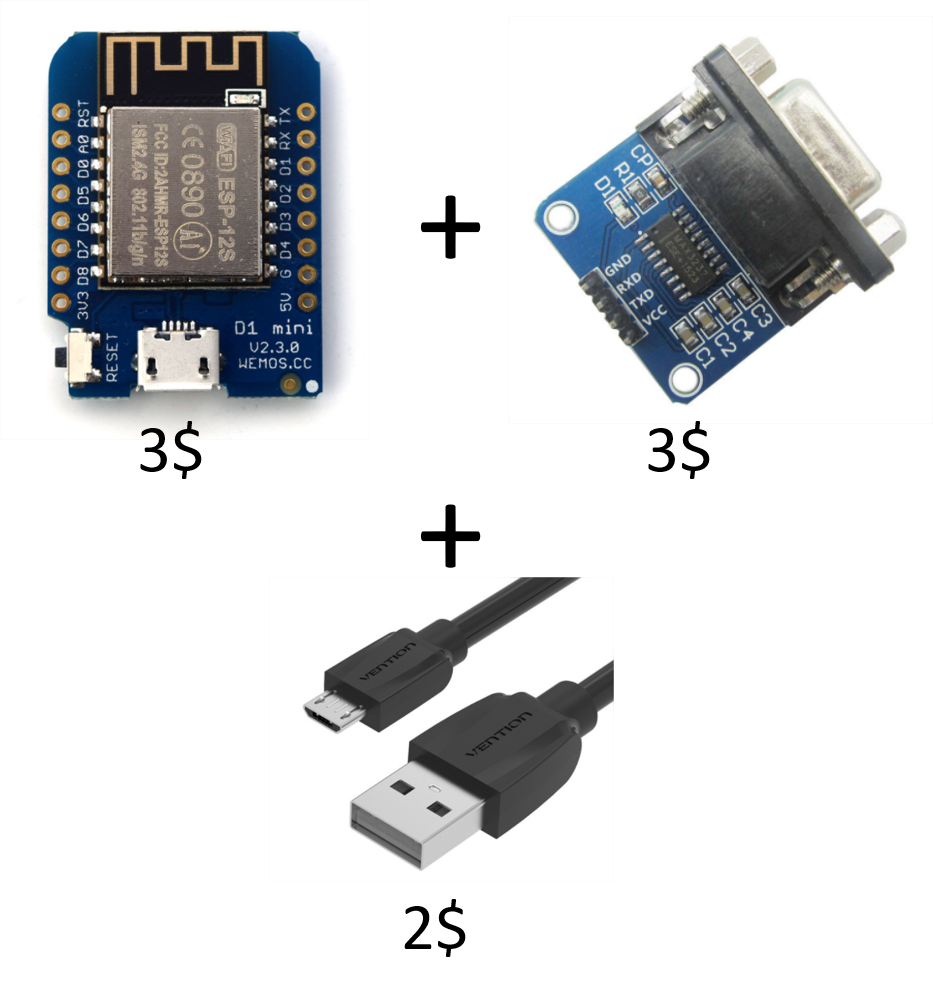 RST
A0
D0
D5
D6
D7
D8
3V3
WiAFI ESP-12S
CE 0890
FCC ID:2AHMR-ESP12S
ISM2.4G 802.11b/g/n
Ai
TX
RX
D1
D2
D3
D4
G
5V
RESET
D1 mini
V2.3.0
WEMOS.CC
3$
+
CP
R1
D1
GND
RXD
TXD
VCC
C1
C2
C4
C3
3$
+
VENTION
VENTION
2$